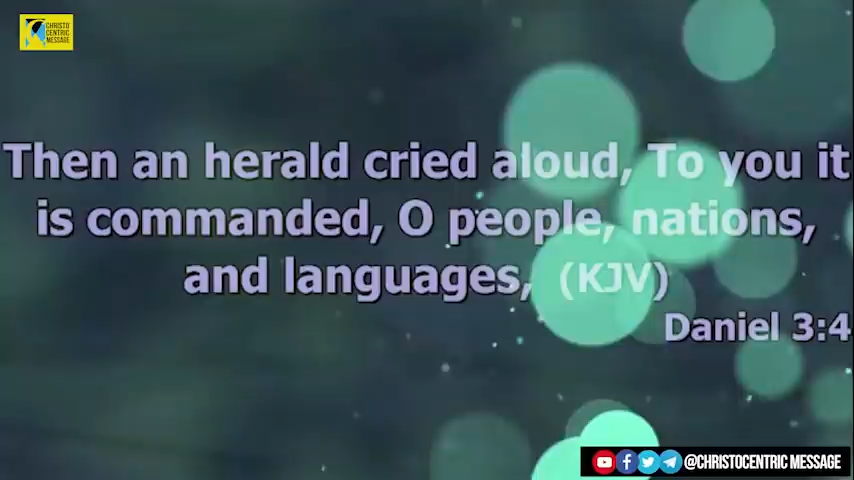 CHRISTO
CENTRIC
MESSAGE
Then an herald cried aloud, To you it
is commanded, O people, nations,
and languages, (KJV)
Daniel 3:4
@CHRISTOCENTRIC MESSAGE